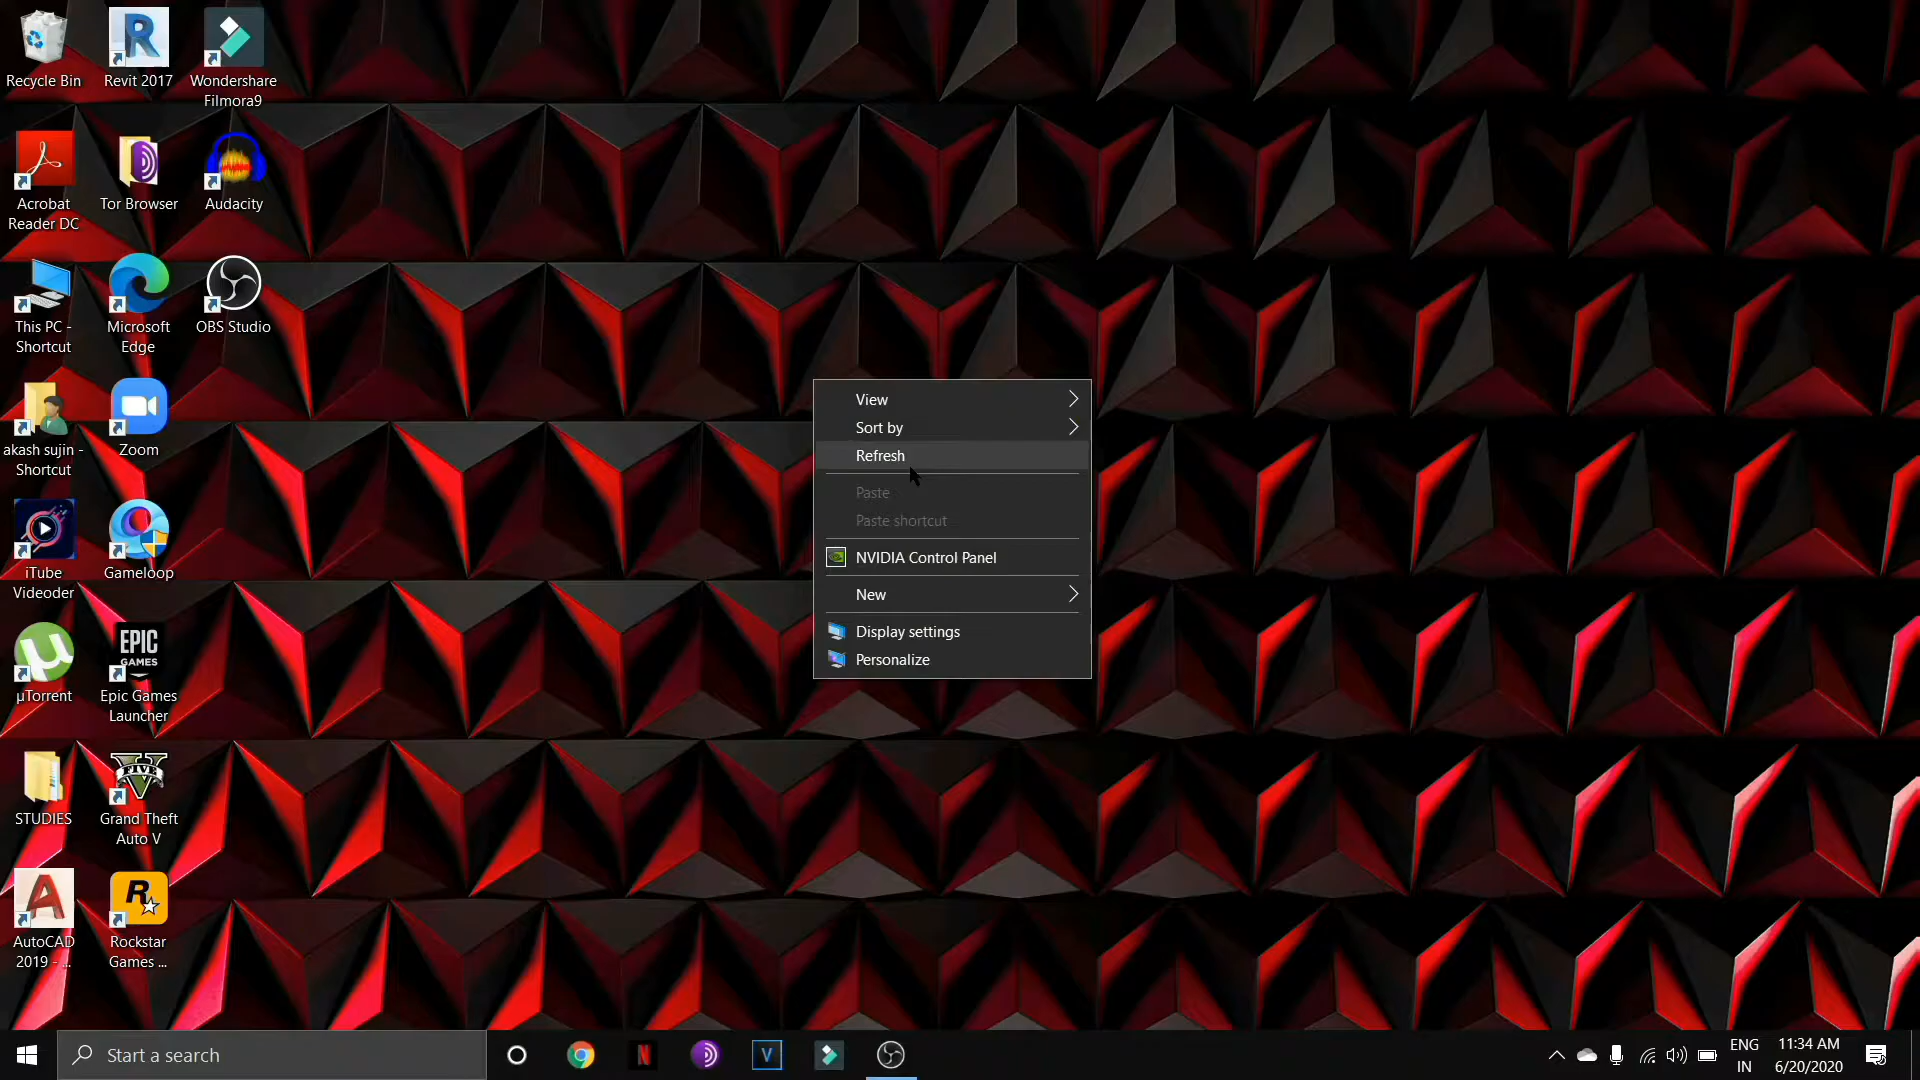 Recycle Bin
Revit 2017
Wondershare
Filmora9
Acrobat
Reader DC
Tor Browser
Audacity
This PC -
Shortcut
Microsoft
Edge
OBS Studio
akash sujin -
Shortcut
Zoom
iTube
Videoder
Gameloop
µTorrent
EPIC
GAMES
Epic Games
Launcher
STUDIES
FIVE
Grand Theft
Auto V
AutoCAD
2019 - ...
Rockstar
Games ...
View
Sort by
Refresh
Paste
Paste shortcut
NVIDIA Control Panel
New
Display settings
Personalize
Start a search
ENG
IN
11:34 AM
6/20/2020